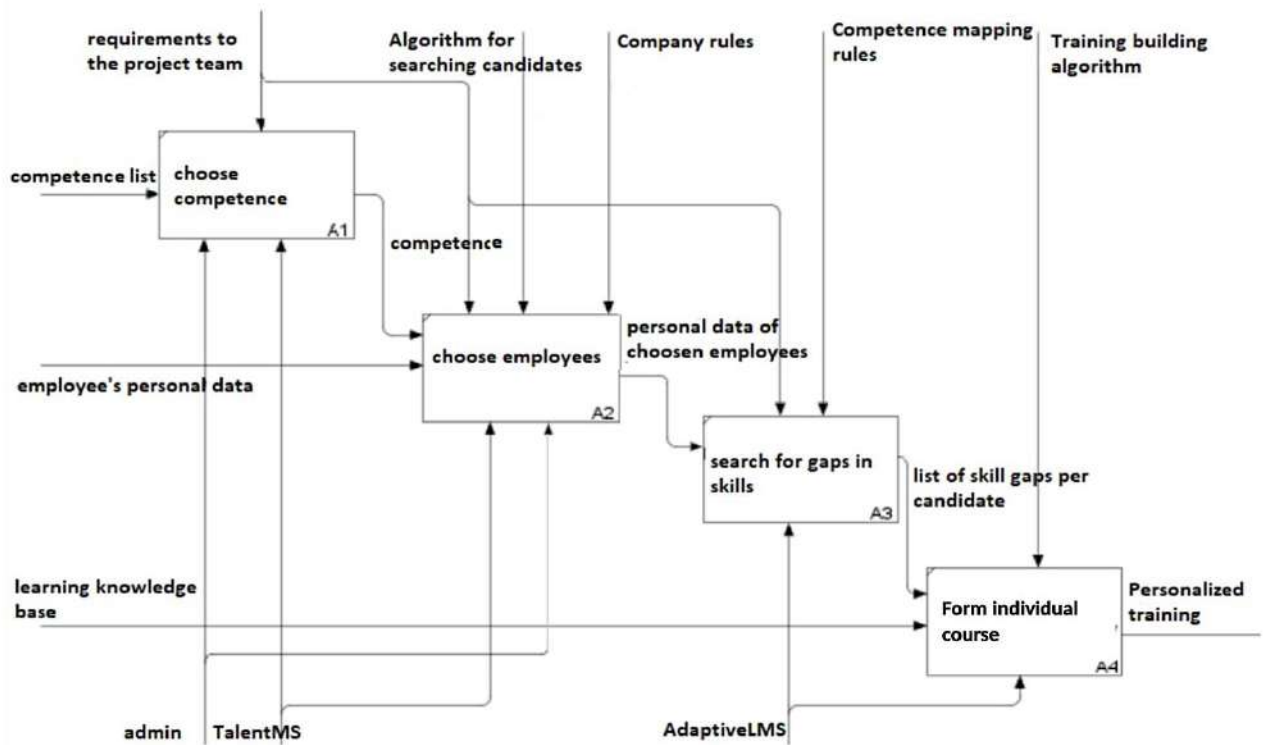 requirements to
the project team
Algorithm for
searching candidates
Company rules
Competence mapping
rules
Training building
algorithm
competence list
choose
competence
A1
competence
employee's personal data
choose employees
A2
personal data of
choosen employees
search for gaps in
skills
A3
list of skill gaps per
candidate
learning knowledge
base
Form individual
course
A4
Personalized
training
admin
TalentMS
AdaptiveLMS